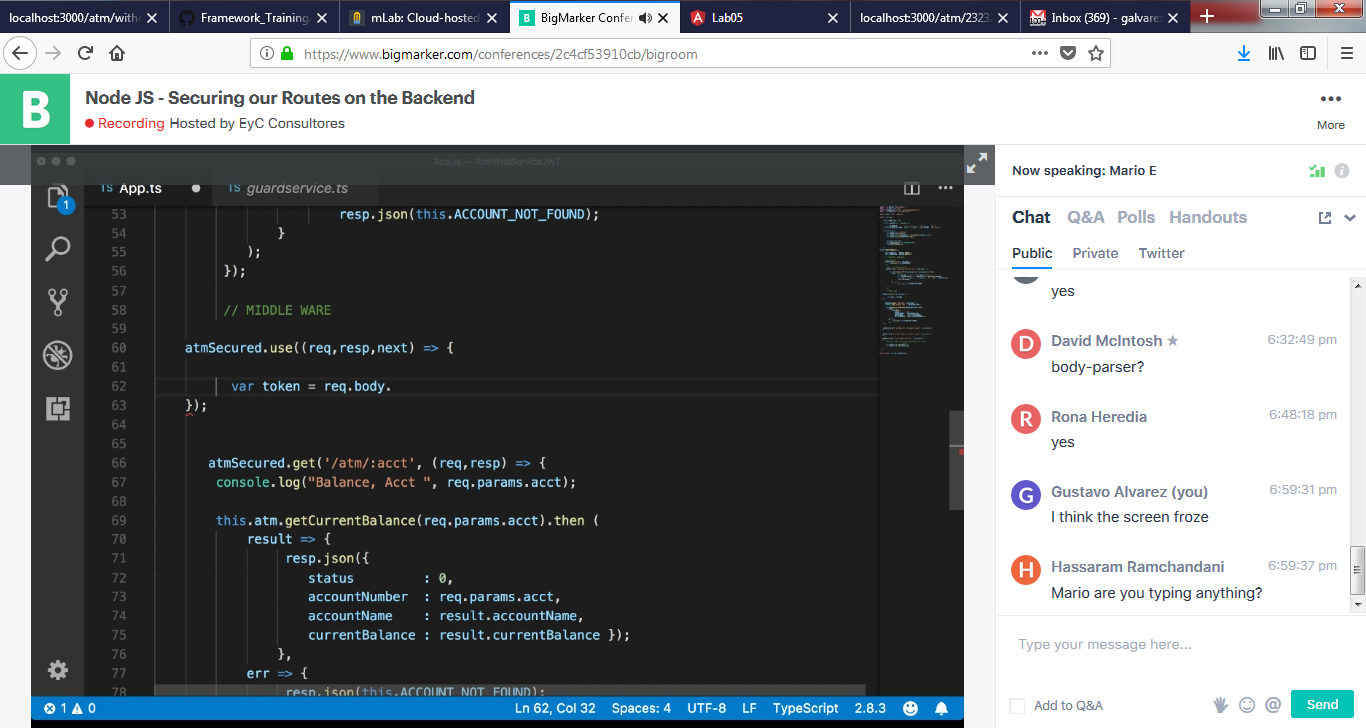 localhost:3000/atm/with
Framework_Training
mLab: Cloud-hosted
BigMarker Confer
Lab05
localhost:3000/atm/2323
Inbox (369) - galvare
https://www.bigmarker.com/conferences/2c4cf53910cb/bigroom
B
Node JS - Securing our Routes on the Backend
Recording Hosted by EyC Consultores
More
App.ts — AtmWebServiceJWT
TS App.ts
TS guardservice.ts
1
53 resp.json(this.ACCOUNT_NOT_FOUND);
54 }
55 );
56 });
57
58 // MIDDLE WARE
59
60 atmSecured.use((req,resp,next) => {
61
62 var token = req.body.
63 });
64
65
66 atmSecured.get('/atm/:acct', (req,resp) => {
67 console.log("Balance, Acct ", req.params.acct);
68
69 this.atm.getCurrentBalance(req.params.acct).then (
70 result => {
71 resp.json({
72 status : 0,
73 accountNumber : req.params.acct,
74 accountName : result.accountName,
75 currentBalance : result.currentBalance });
76 },
77 err => {
78 resp.json(this.ACCOUNT_NOT_FOUND);
1 0 Ln 62, Col 32 Spaces: 4 UTF-8 LF TypeScript 2.8.3
Now speaking: Mario E
Chat Q&A Polls Handouts
Public Private Twitter
yes
D David McIntosh ★ 6:32:49 pm
body-parser?
R Rona Heredia 6:48:18 pm
yes
G Gustavo Alvarez (you) 6:59:31 pm
I think the screen froze
H Hassaram Ramchandani 6:59:37 pm
Mario are you typing anything?
Type your message here...
Add to Q&A
Send